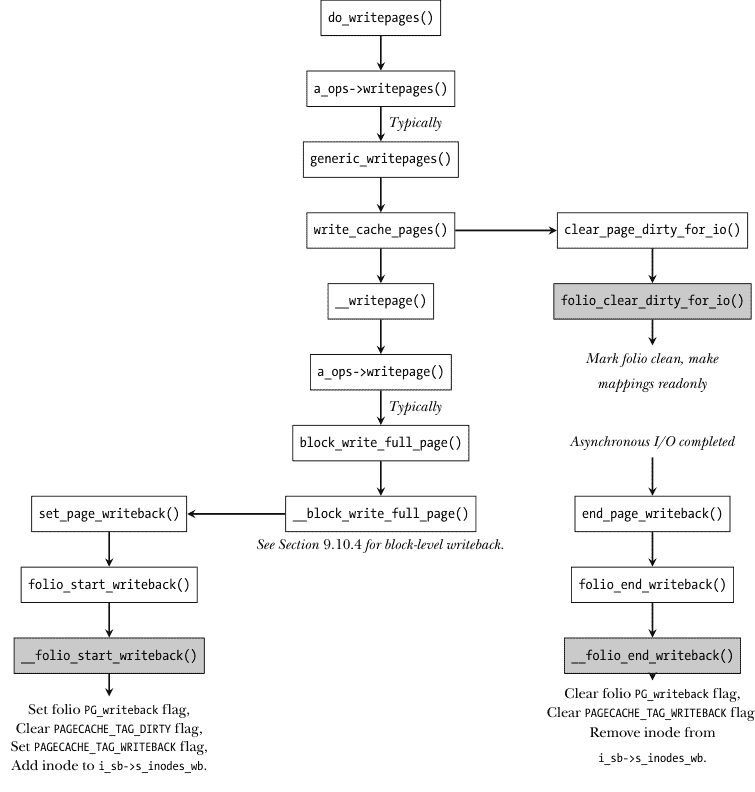 do_writepages()
a_ops->writepages()
Typically
generic_writepages()
write_cache_pages()
clear_page_dirty_for_io()
__writepage()
folio_clear_dirty_for_io()
a_ops->writepage()
Mark folio clean, make
mappings readonly
Typically
block_write_full_page()
Asynchronous I/O completed
set_page_writeback()
__block_write_full_page()
end_page_writeback()
See Section 9.10.4 for block-level writeback.
folio_start_writeback()
folio_end_writeback()
__folio_start_writeback()
__folio_end_writeback()
Set folio PG_writeback flag,
Clear PAGECACHE_TAG_DIRTY flag,
Set PAGECACHE_TAG_WRITEBACK flag,
Add inode to i_sb->s_inodes_wb.
Clear folio PG_writeback flag,
Clear PAGECACHE_TAG_WRITEBACK flag
Remove inode from
i_sb->s_inodes_wb.